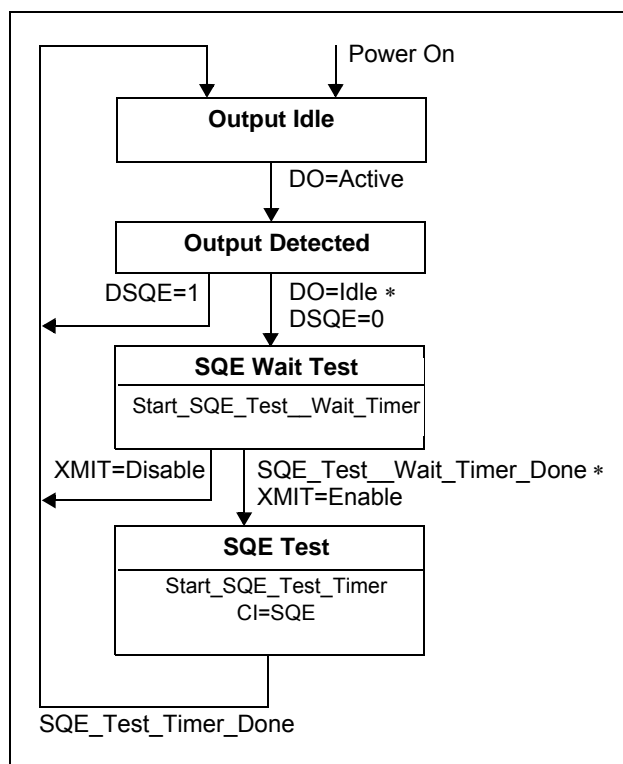 Power On
Output Idle
DO=Active
Output Detected
DSQE=1
DO=Idle *
DSQE=0
SQE Wait Test
Start_SQE_Test__Wait_Timer
XMIT=Disable
SQE_Test__Wait_Timer_Done *
XMIT=Enable
SQE Test
Start_SQE_Test_Timer
CI=SQE
SQE_Test_Timer_Done